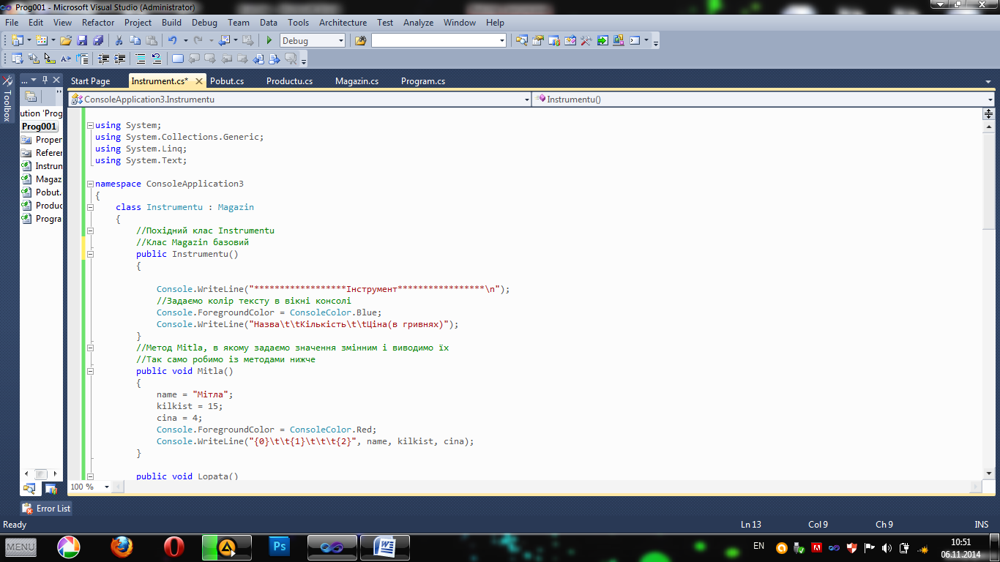 Prog001 - Microsoft Visual Studio (Administrator)
File Edit View Refactor Project Build Debug Team Data Tools Architecture Test Analyze Window Help
Debug
Toolbox
...
Start Page Instrument.cs* Pobut.cs Productu.cs Magazin.cs Program.cs
ConsoleApplication3.Instrumentu Instrumentu()
ution 'Prog
Prog001
Proper
Referer
Instrun
Magaz
Pobut.
Produc
Progra
using System;
using System.Collections.Generic;
using System.Linq;
using System.Text;
namespace ConsoleApplication3
{
class Instrumentu : Magazin
{
//Похідний клас Instrumentu
//Клас Magazin базовий
public Instrumentu()
{
Console.WriteLine("******************Інструмент*****************\n");
//Задаємо колір тексту в вікні консолі
Console.ForegroundColor = ConsoleColor.Blue;
Console.WriteLine("Назва\t\tКількість\t\tЦіна(в гривнях)");
}
//Метод Mitla, в якому задаємо значення змінним і виводимо їх
//Так само робимо із методами нижче
public void Mitla()
{
name = "Мітла";
kilkist = 15;
cina = 4;
Console.ForegroundColor = ConsoleColor.Red;
Console.WriteLine("{0}\t\t{1}\t\t\t{2}", name, kilkist, cina);
}
public void Lopata()
100 %
Error List
Ready Ln 13 Col 9 Ch 9 INS
MENU Ps W EN 10:51
06.11.2014